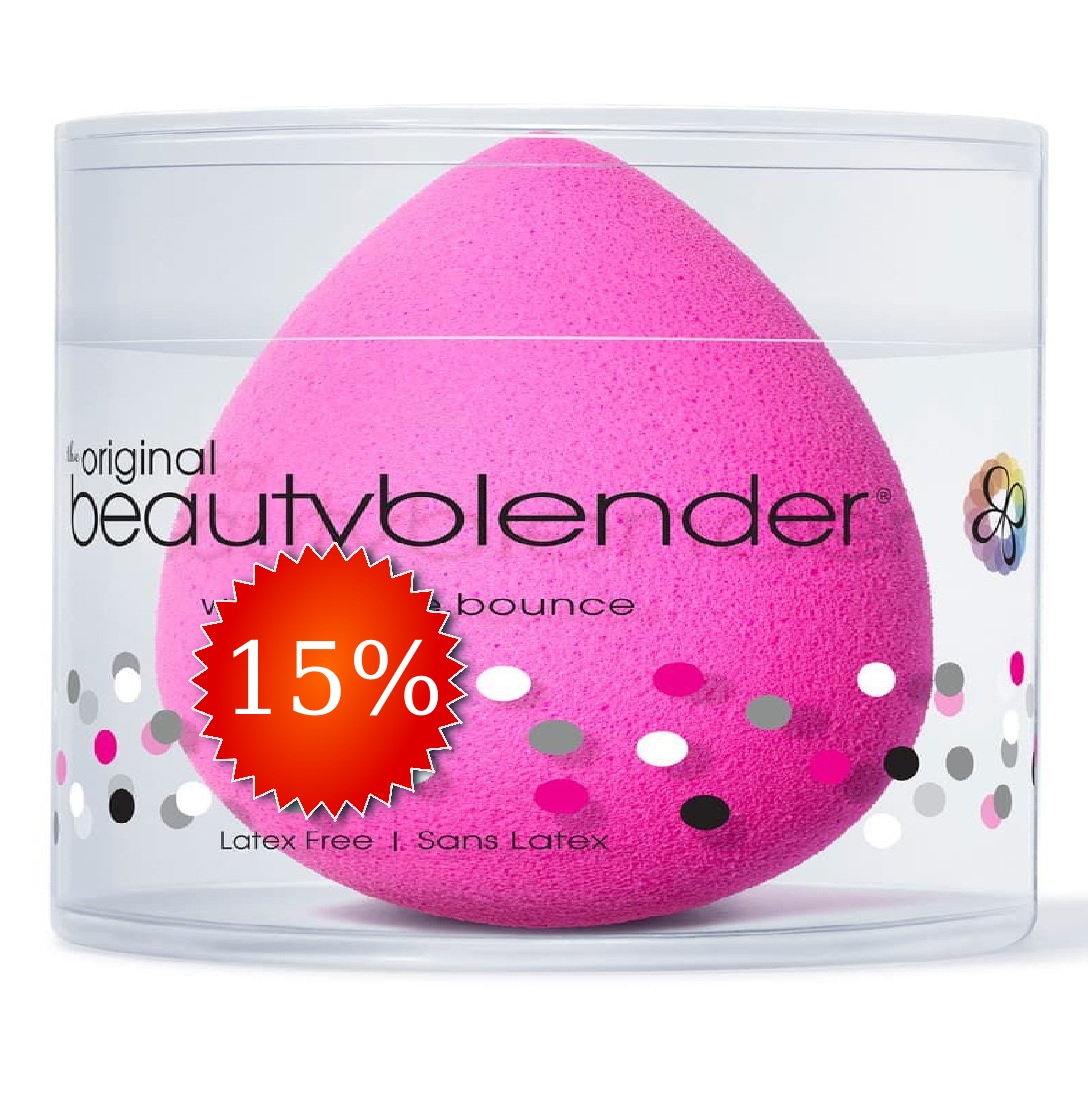 the original
beautyblender®
bounce
15%
Latex Free | Sans Latex